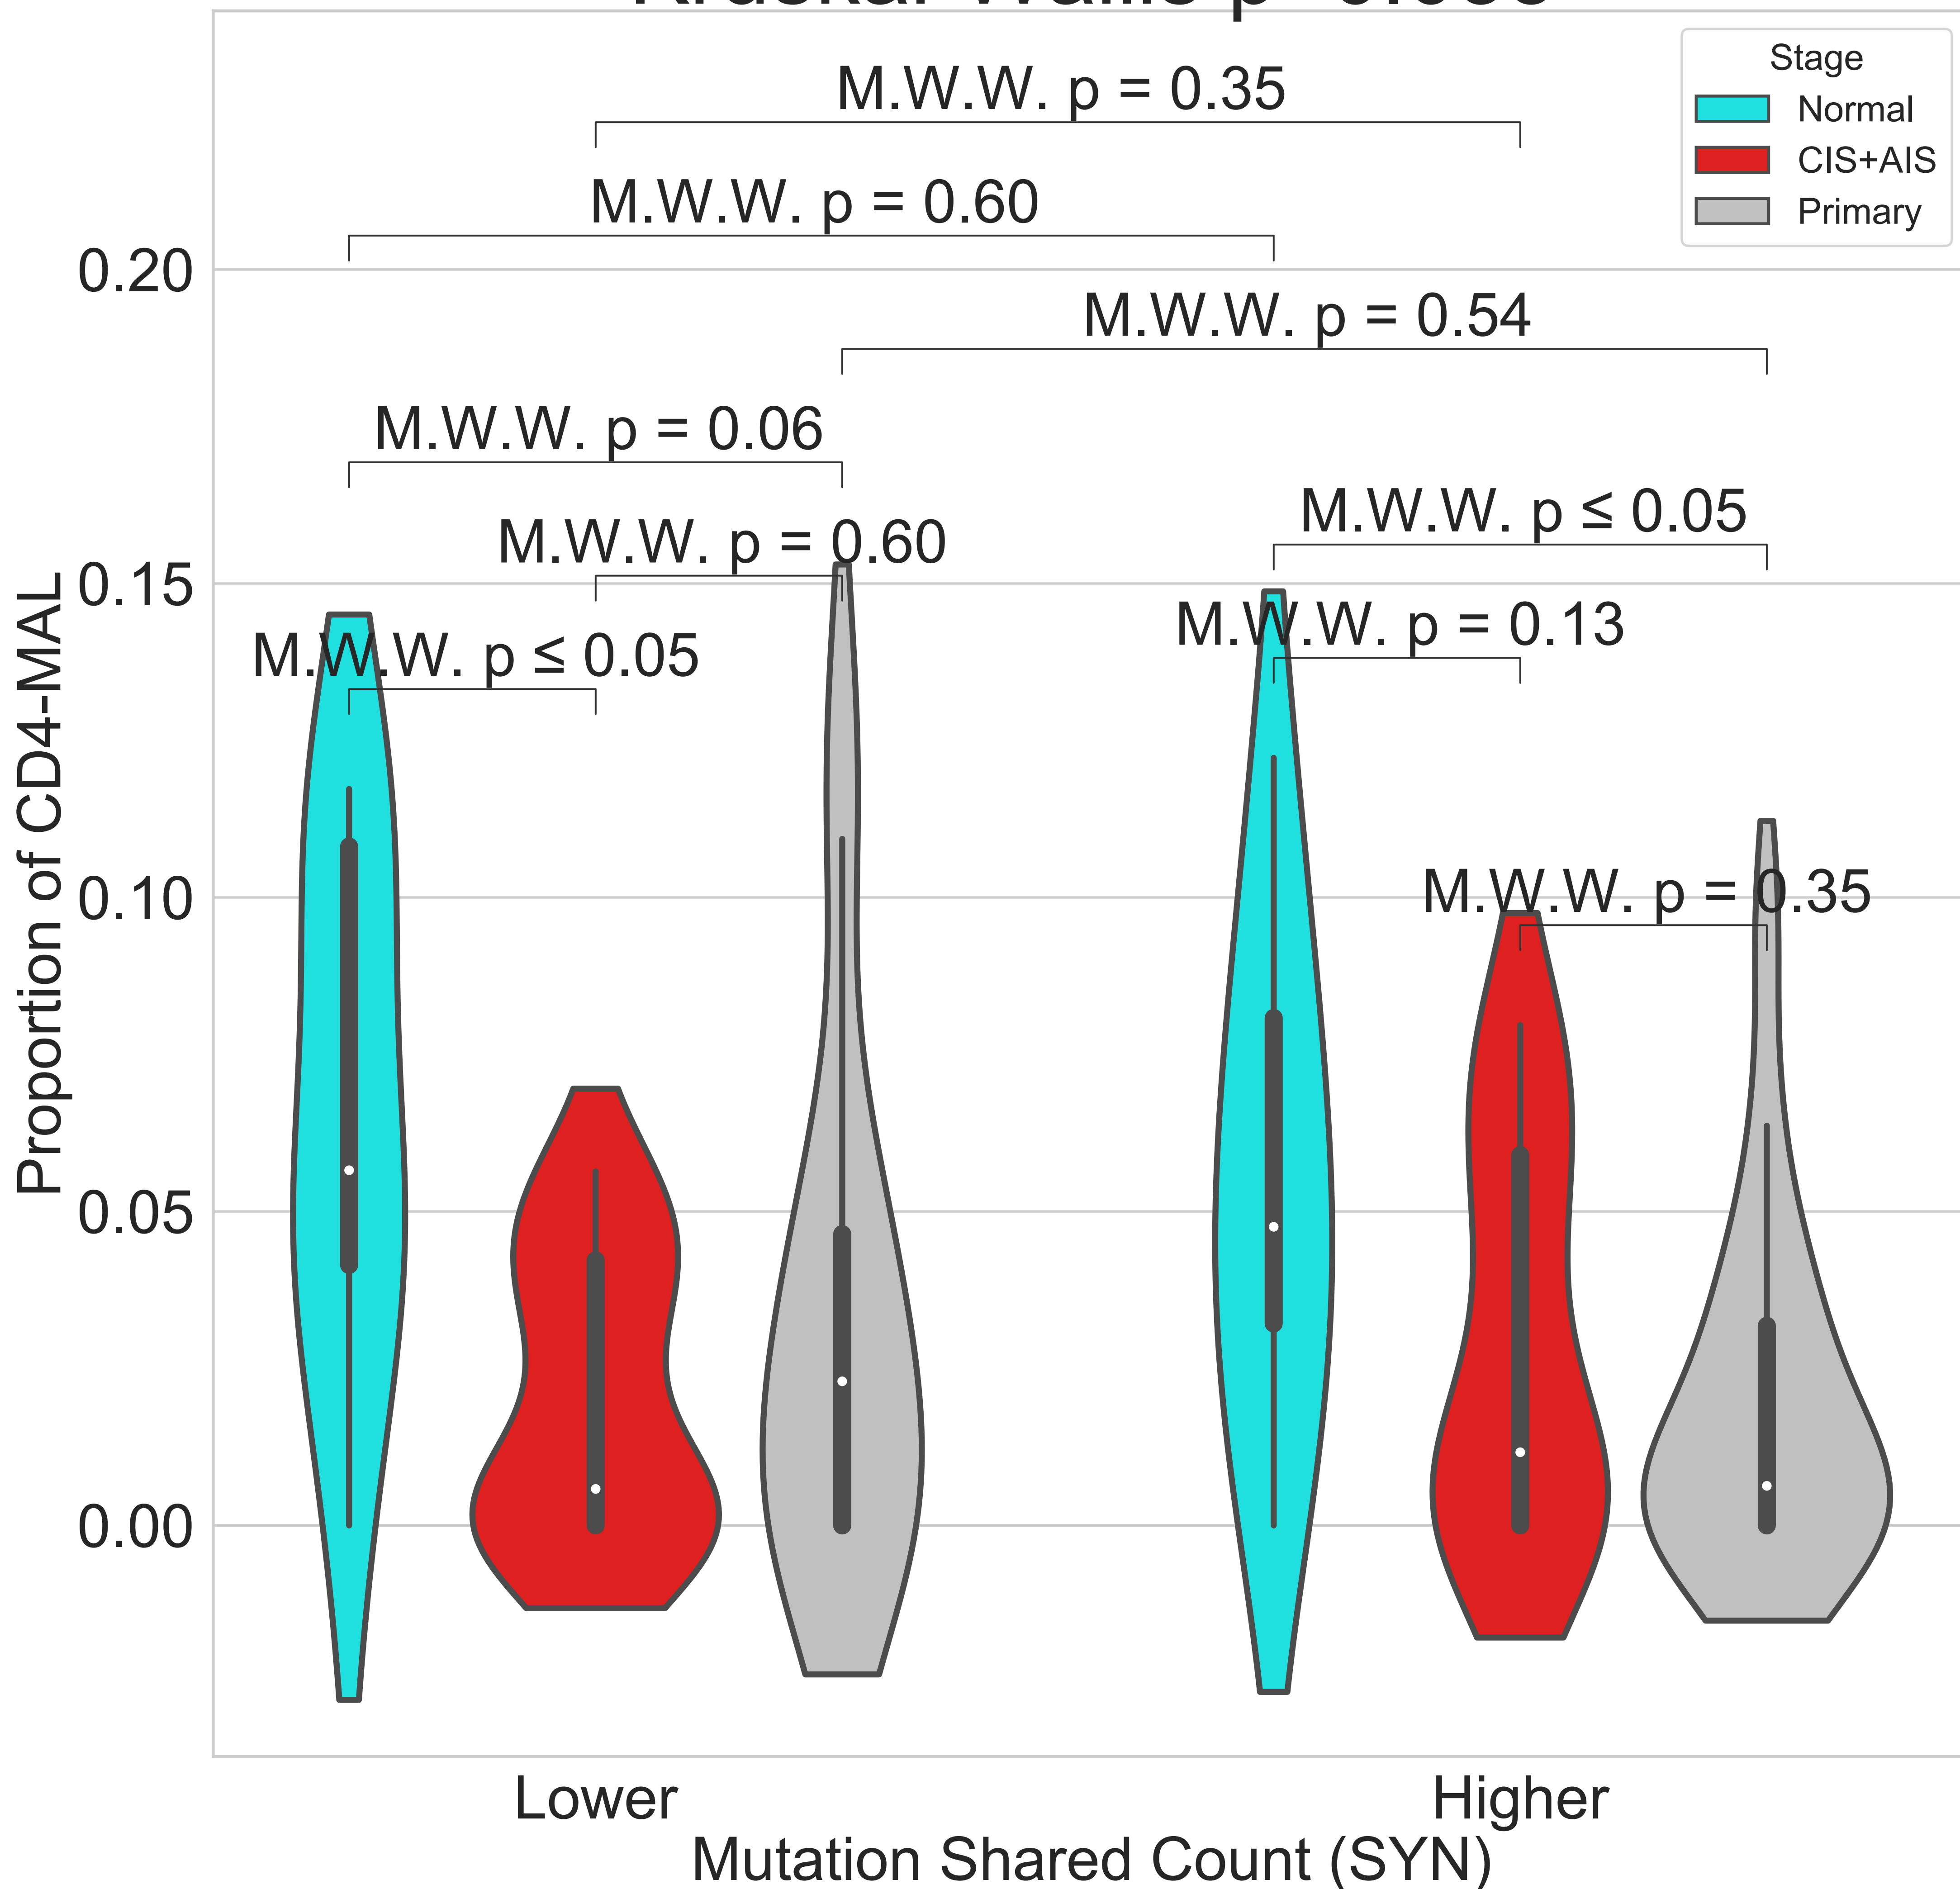 Stage
Normal
CIS+AIS
Primary
M.W.W. p = 0.35
M.W.W. p = 0.60
M.W.W. p = 0.54
M.W.W. p = 0.06
M.W.W. p ≤ 0.05
M.W.W. p = 0.60
M.W.W. p = 0.13
M.W.W. p ≤ 0.05
M.W.W. p = 0.35
Proportion of CD4-MAL
0.20
0.15
0.10
0.05
0.00
Lower
Higher
Mutation Shared Count (SYN)